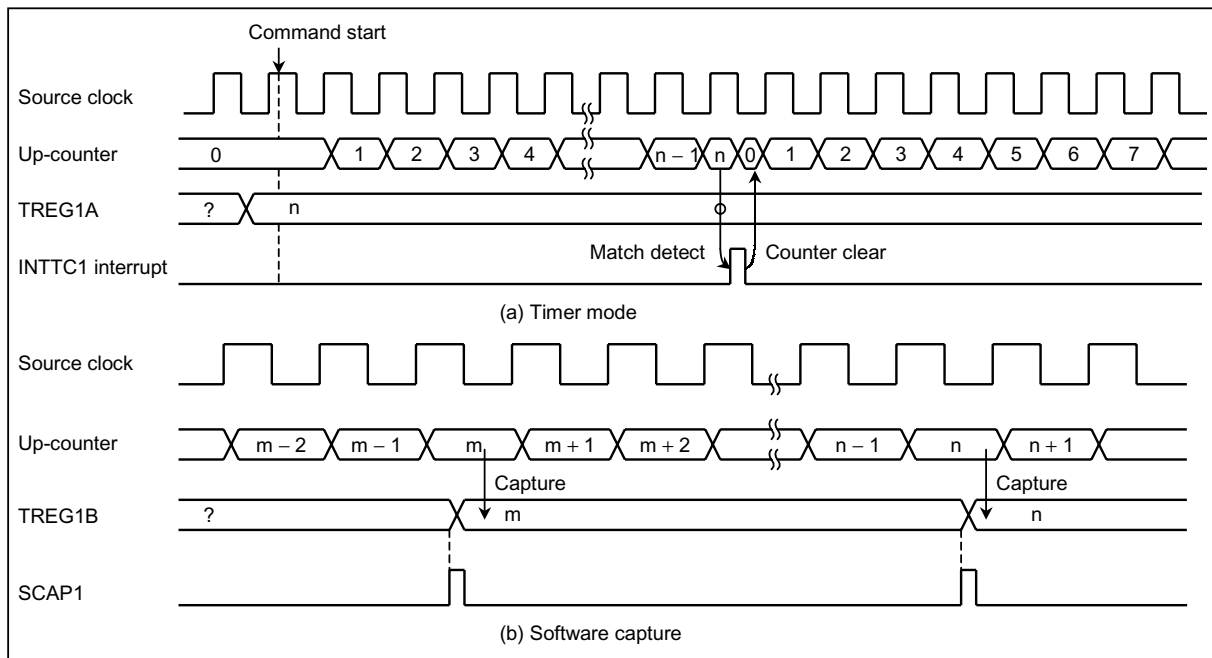 Command start
Source clock
Up-counter 0 1 2 3 4 n − 1 n 0 1 2 3 4 5 6 7
TREG1A ? n
Match detect Counter clear
INTTC1 interrupt
(a) Timer mode
Source clock
Up-counter m − 2 m − 1 m m + 1 m + 2 n − 1 n n + 1
Capture Capture
TREG1B ? m n
SCAP1
(b) Software capture